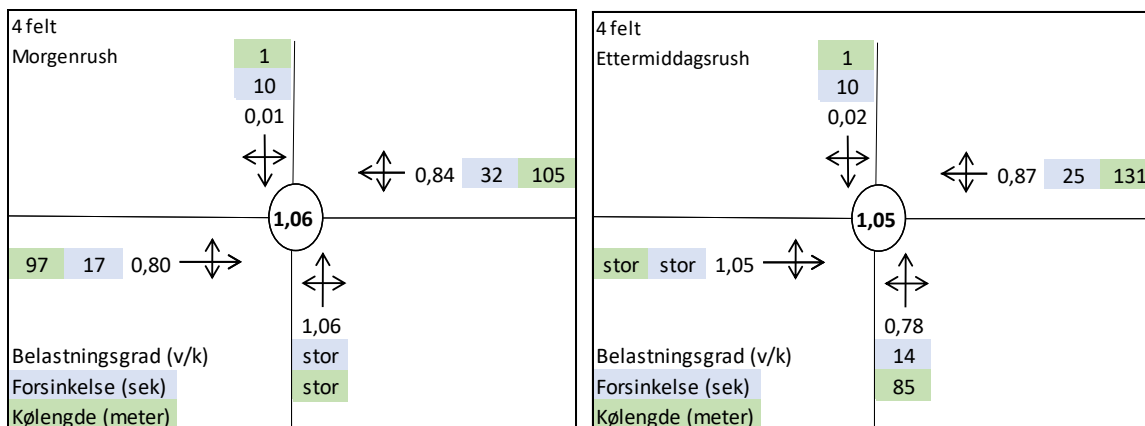 4 felt
Morgenrush
1
10
0,01
0,84 32 105
1,06
97 17 0,80
1,06
Belastningsgrad (v/k) stor
Forsinkelse (sek) stor
Kølengde (meter)
4 felt
Ettermiddagsrush
1
10
0,02
0,87 25 131
1,05
stor stor 1,05
0,78
Belastningsgrad (v/k) 14
Forsinkelse (sek) 85
Kølengde (meter)